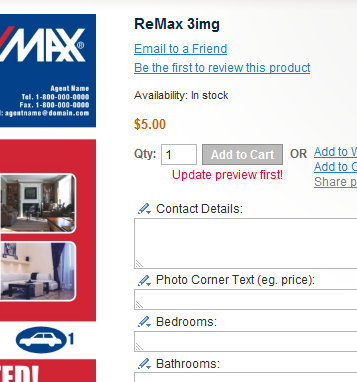 MAX®
Agent Name
Tel. 1-800-000-0000
Fax. 1-800-000-0000
l: agentname@domain.com
1
ED!
ReMax 3img
Email to a Friend
Be the first to review this product
Availability: In stock
$5.00
Qty: 1 Add to Cart OR Add to W
Add to C
Update preview first! Share p
Contact Details:
Photo Corner Text (eg. price):
Bedrooms:
Bathrooms: